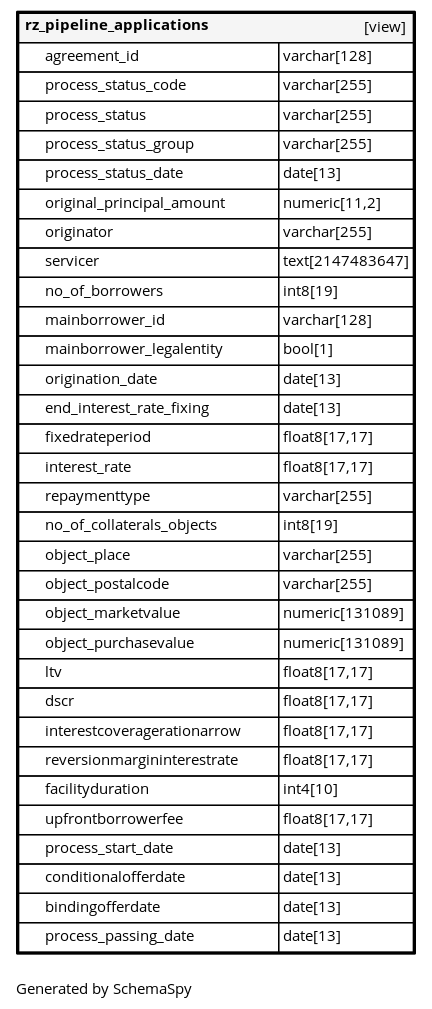 rz_pipeline_applications [view]
agreement_id varchar[128]
process_status_code varchar[255]
process_status varchar[255]
process_status_group varchar[255]
process_status_date date[13]
original_principal_amount numeric[11,2]
originator varchar[255]
servicer text[2147483647]
no_of_borrowers int8[19]
mainborrower_id varchar[128]
mainborrower_legalentity bool[1]
origination_date date[13]
end_interest_rate_fixing date[13]
fixedrateperiod float8[17,17]
interest_rate float8[17,17]
repaymenttype varchar[255]
no_of_collaterals_objects int8[19]
object_place varchar[255]
object_postalcode varchar[255]
object_marketvalue numeric[131089]
object_purchasevalue numeric[131089]
ltv float8[17,17]
dscr float8[17,17]
interestcoveragerationarrow float8[17,17]
reversionmargininterestrate float8[17,17]
facilityduration int4[10]
upfrontborrowerfee float8[17,17]
process_start_date date[13]
conditionalofferdate date[13]
bindingofferdate date[13]
process_passing_date date[13]
Generated by SchemaSpy